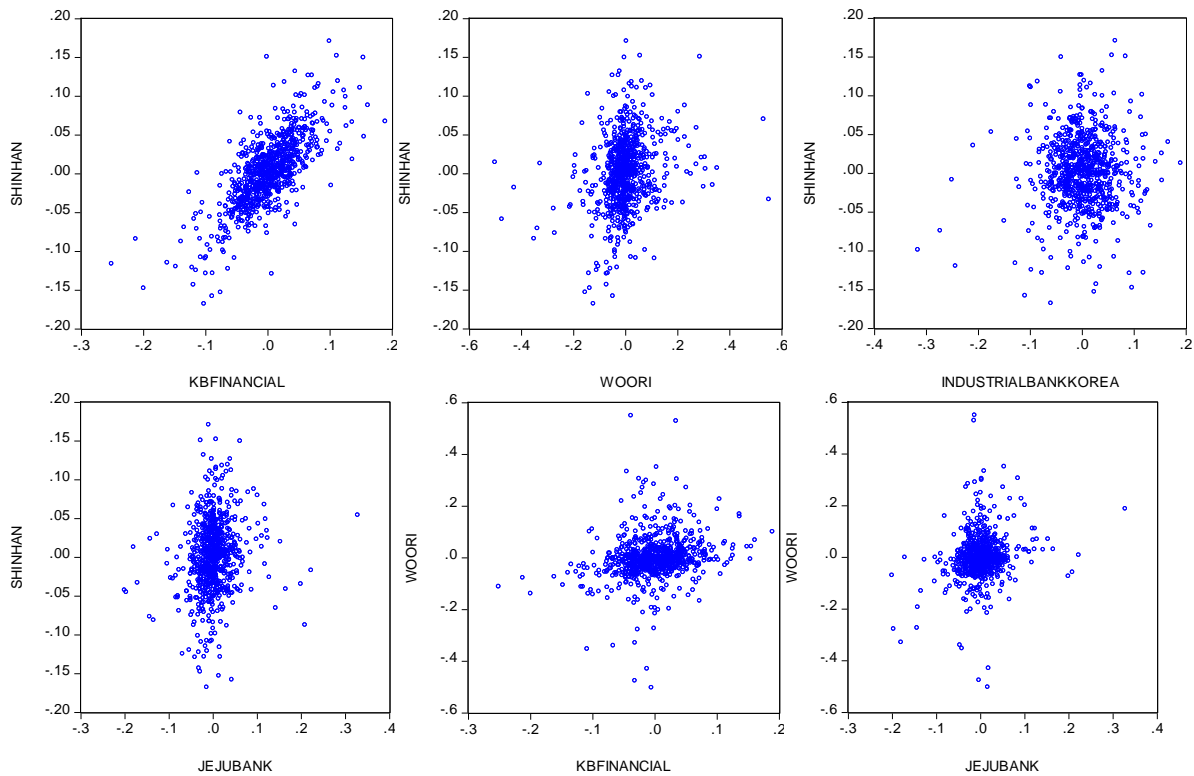 .20
.15
.10
.05
.00
-.05
-.10
-.15
-.20
SHINHAN
-.3 -.2 -.1 .0 .1 .2
KBFINANCIAL
.20
.15
.10
.05
.00
-.05
-.10
-.15
-.20
SHINHAN
-.6 -.4 -.2 .0 .2 .4 .6
WOORI
.20
.15
.10
.05
.00
-.05
-.10
-.15
-.20
SHINHAN
-.4 -.3 -.2 -.1 .0 .1 .2
INDUSTRIALBANKKOREA
.20
.15
.10
.05
.00
-.05
-.10
-.15
-.20
SHINHAN
-.3 -.2 -.1 .0 .1 .2 .3 .4
JEJUBANK
.6
.4
.2
.0
-.2
-.4
-.6
WOORI
-.3 -.2 -.1 .0 .1 .2
KBFINANCIAL
.6
.4
.2
.0
-.2
-.4
-.6
WOORI
-.3 -.2 -.1 .0 .1 .2 .3 .4
JEJUBANK